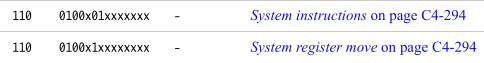 110 0100x01xxxxxxx - System instructions on page C4-294
110 0100x1xxxxxxxx - System register move on page C4-294